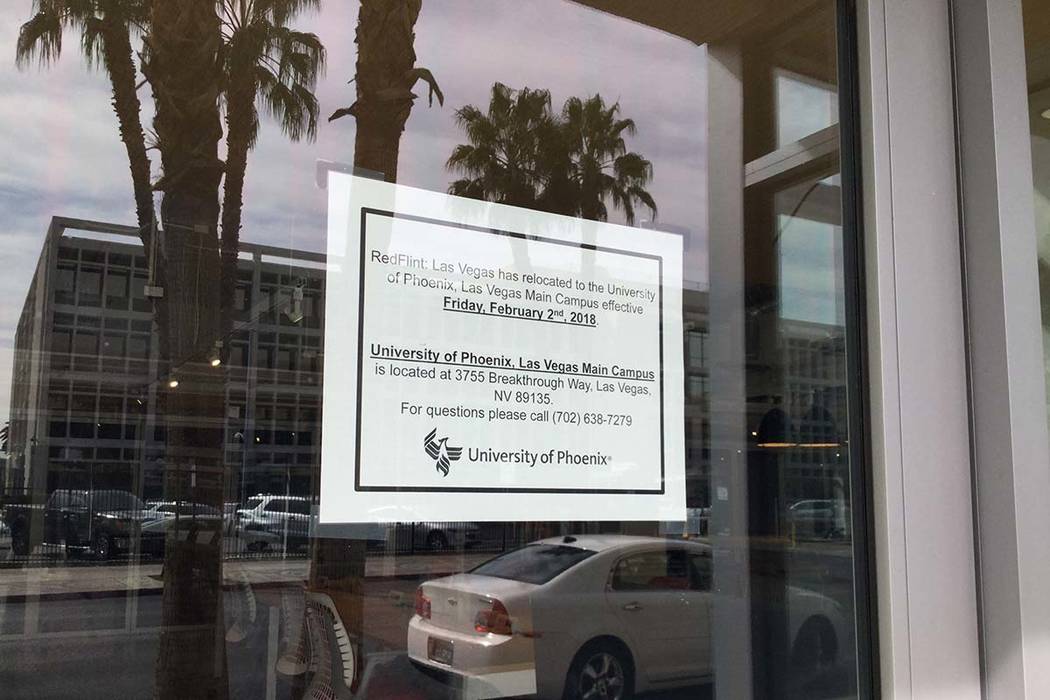 RedFlint: Las Vegas has relocated to the University
of Phoenix, Las Vegas Main Campus effective
Friday, February 2nd, 2018.
University of Phoenix, Las Vegas Main Campus
is located at 3755 Breakthrough Way, Las Vegas,
NV 89135.
For questions please call (702) 638-7279
University of Phoenix®